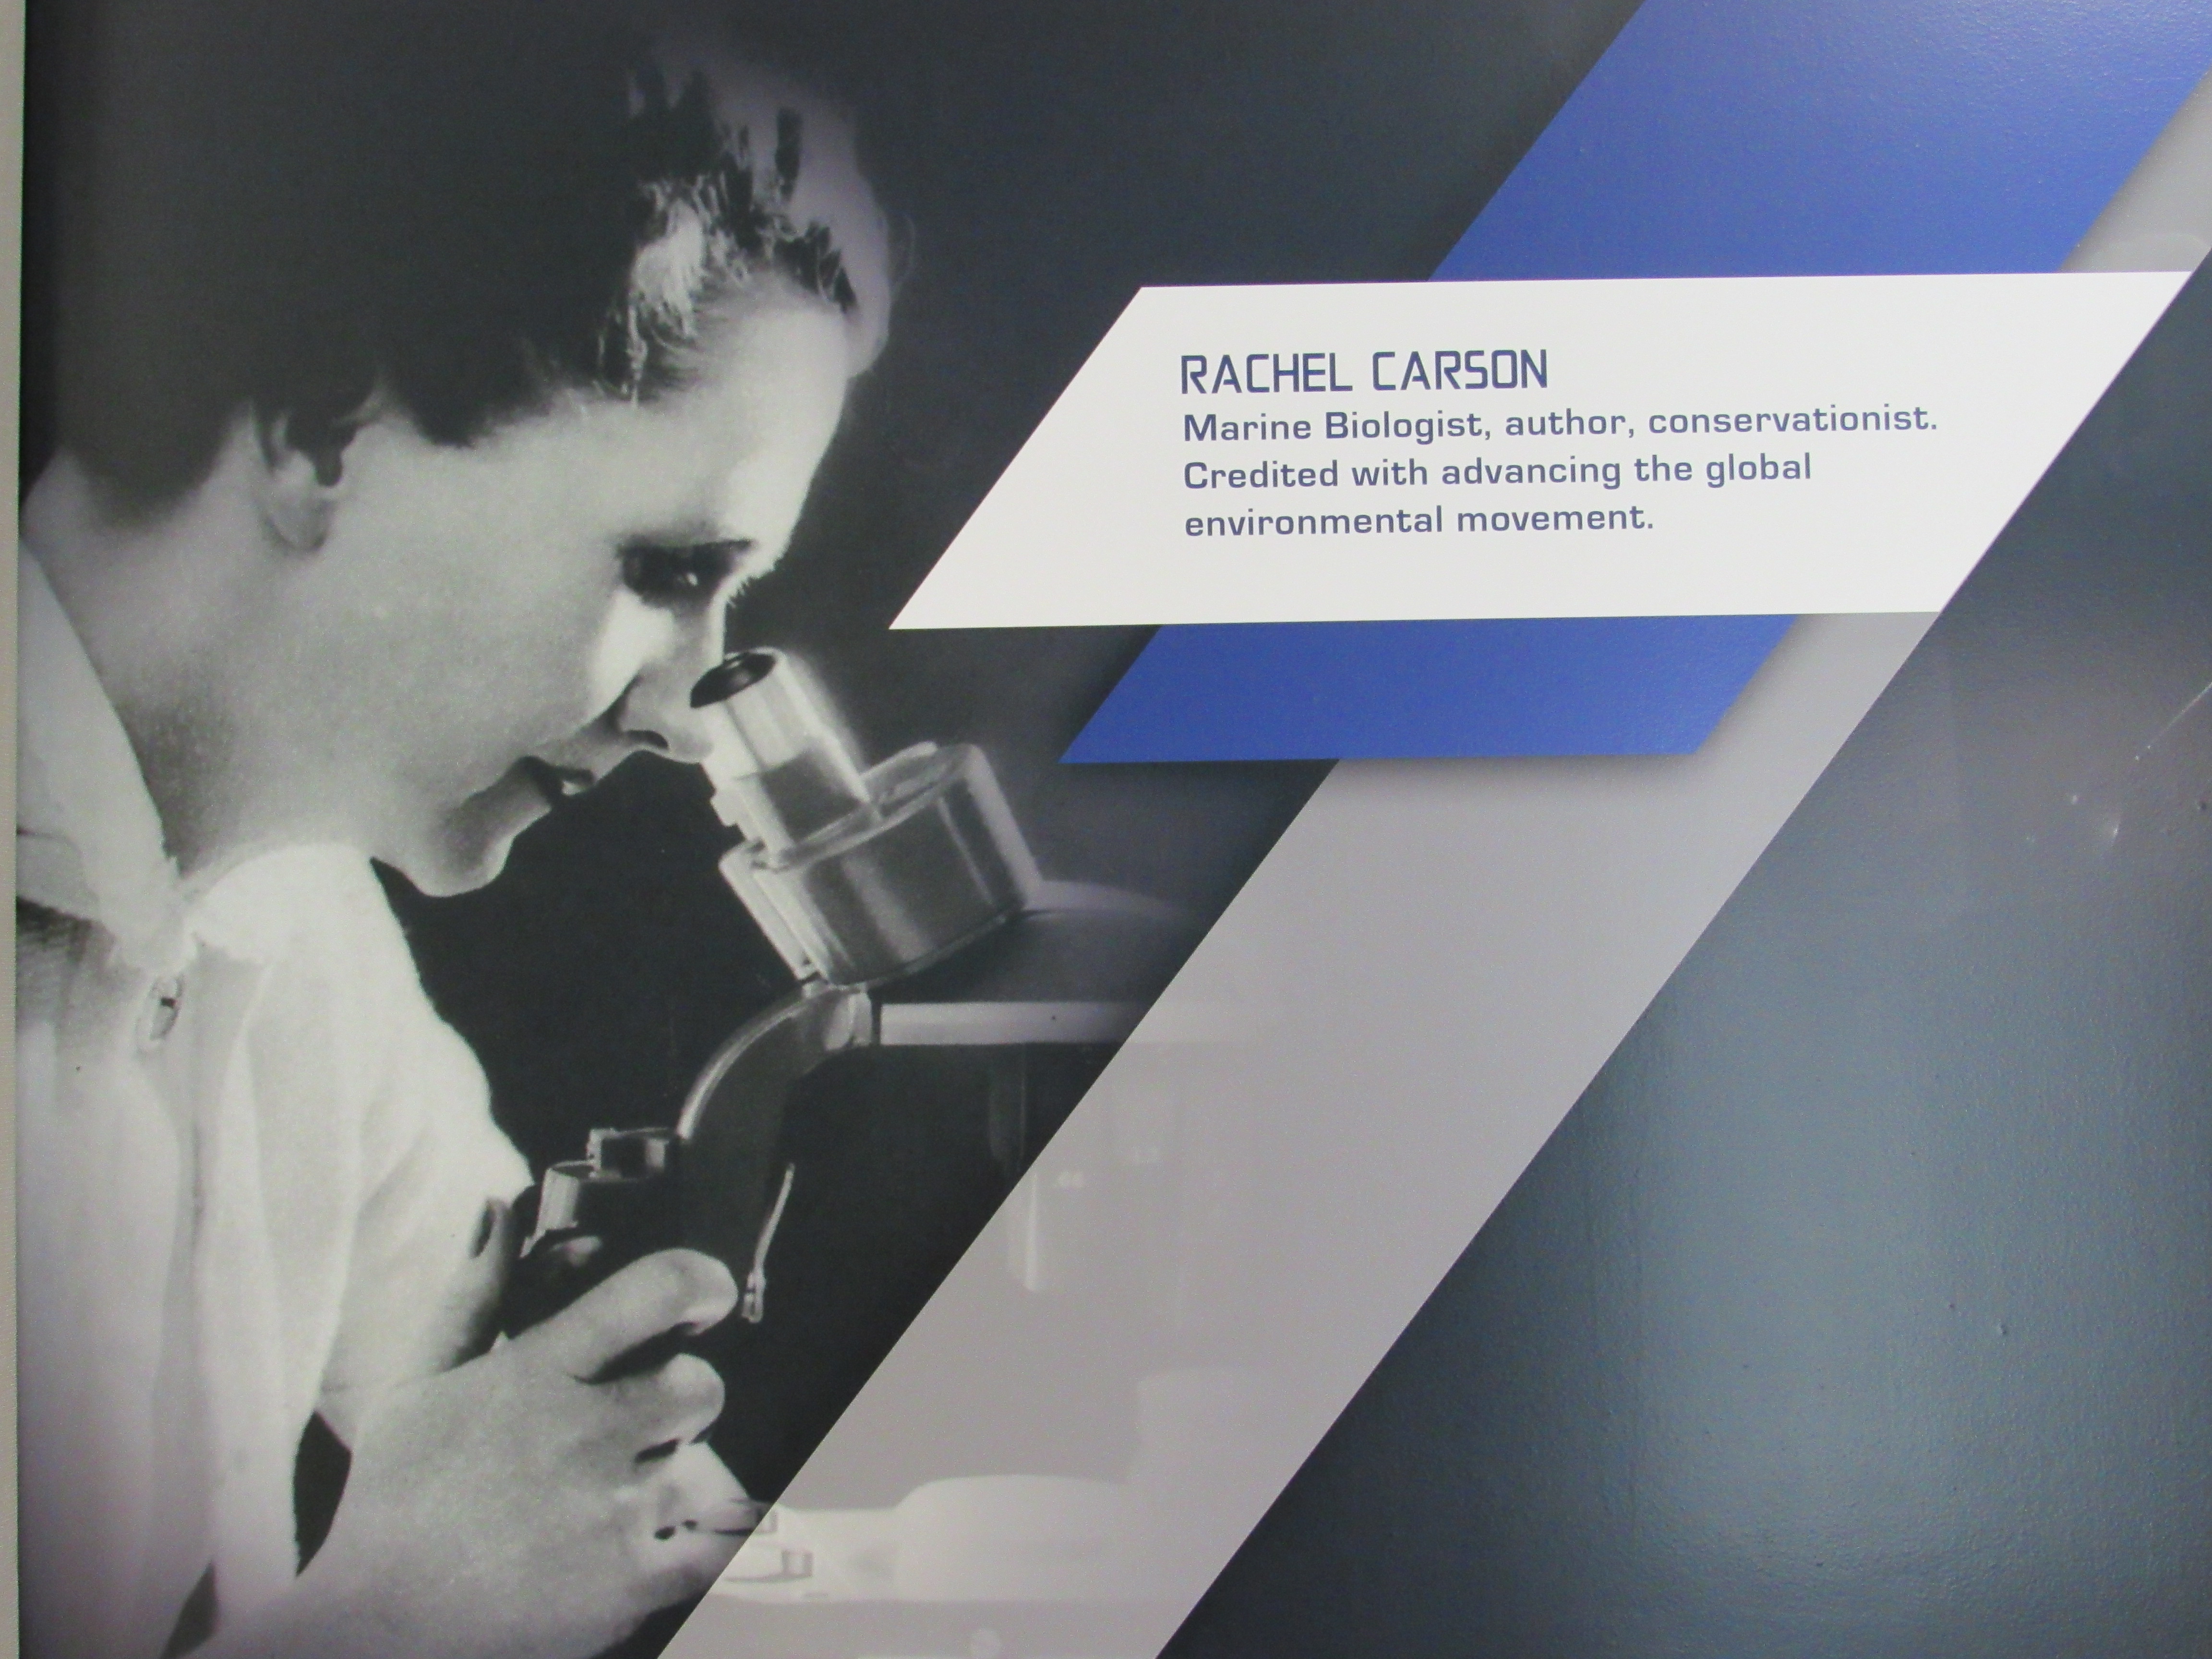 RACHEL CARSON
Marine Biologist, author, conservationist.
Credited with advancing the global
environmental movement.